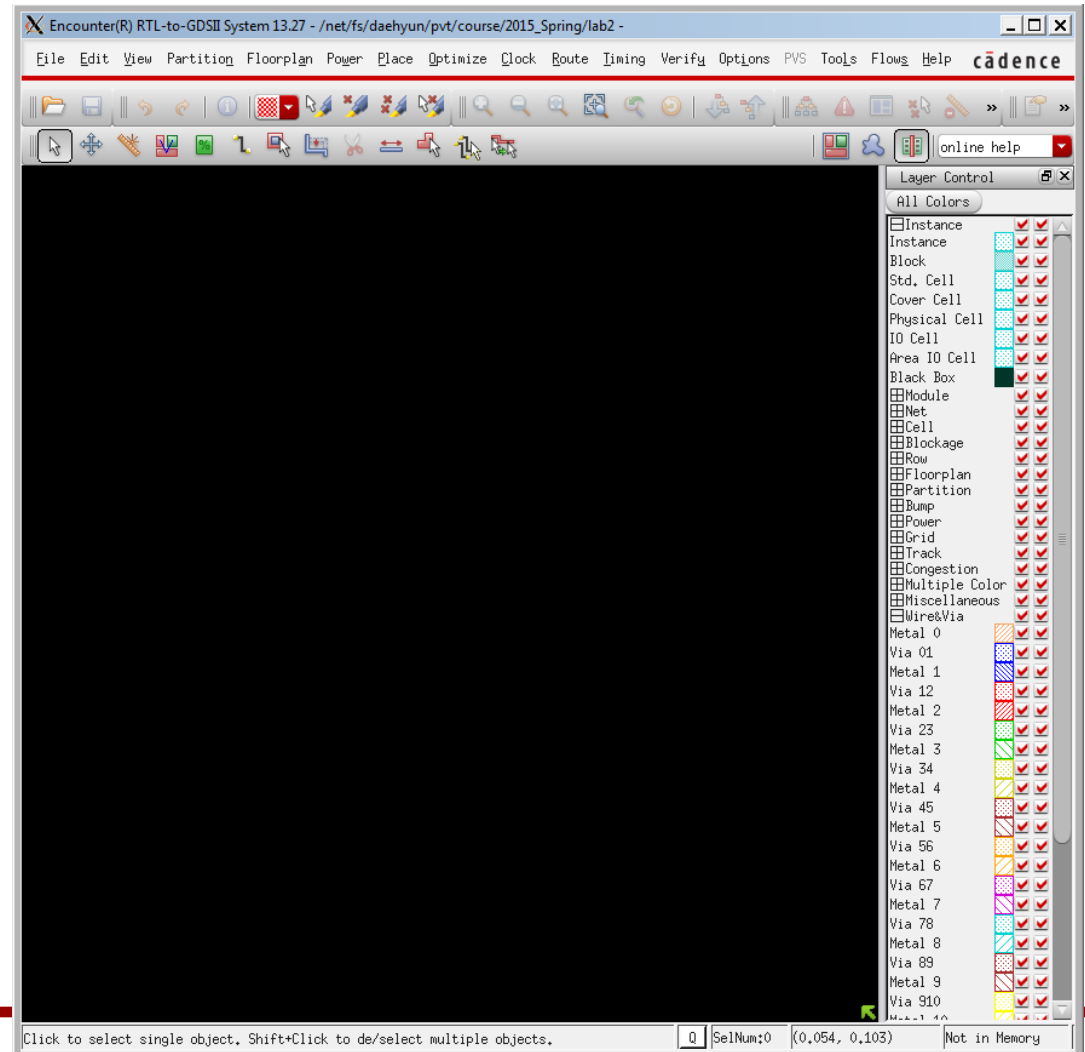 Encounter(R) RTL-to-GDSII System 13.27 - /net/fs/daehyun/pvt/course/2015_Spring/lab2 -
File Edit View Partition Floorplan Power Place Optimize Clock Route Timing Verify Options PVS Tools Flows Help cādence
» »
online help
Layer Control
All Colors
Instance
Instance
Block
Std. Cell
Cover Cell
Physical Cell
IO Cell
Area IO Cell
Black Box
Module
Net
Cell
Blockage
Row
Floorplan
Partition
Bump
Power
Grid
Track
Congestion
Multiple Color
Miscellaneous
Wire&Via
Metal 0
Via 01
Metal 1
Via 12
Metal 2
Via 23
Metal 3
Via 34
Metal 4
Via 45
Metal 5
Via 56
Metal 6
Via 67
Metal 7
Via 78
Metal 8
Via 89
Metal 9
Via 910
Click to select single object. Shift+Click to de/select multiple objects. Q SelNum:0 (0.054, 0.103) Not in Memory